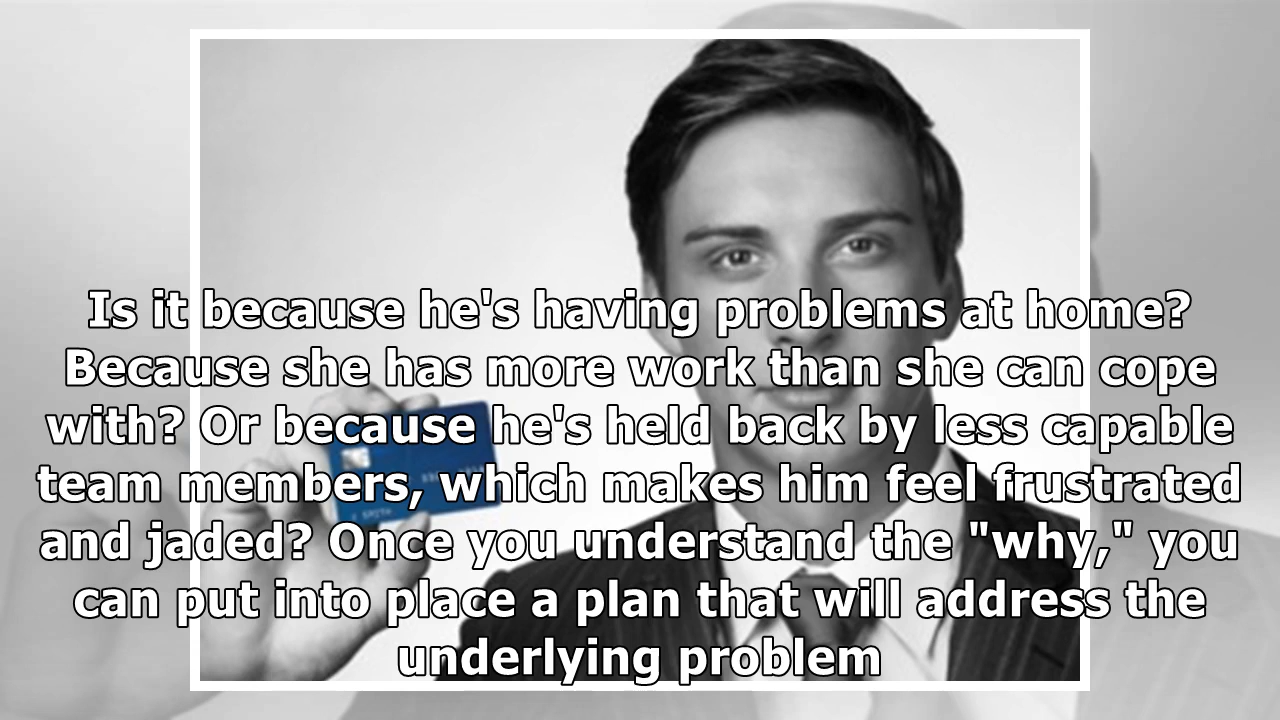 Is it because he's having problems at home?
Because she has more work than she can cope
with? Or because he's held back by less capable
team members, which makes him feel frustrated
and jaded? Once you understand the "why," you
can put into place a plan that will address the
underlying problem